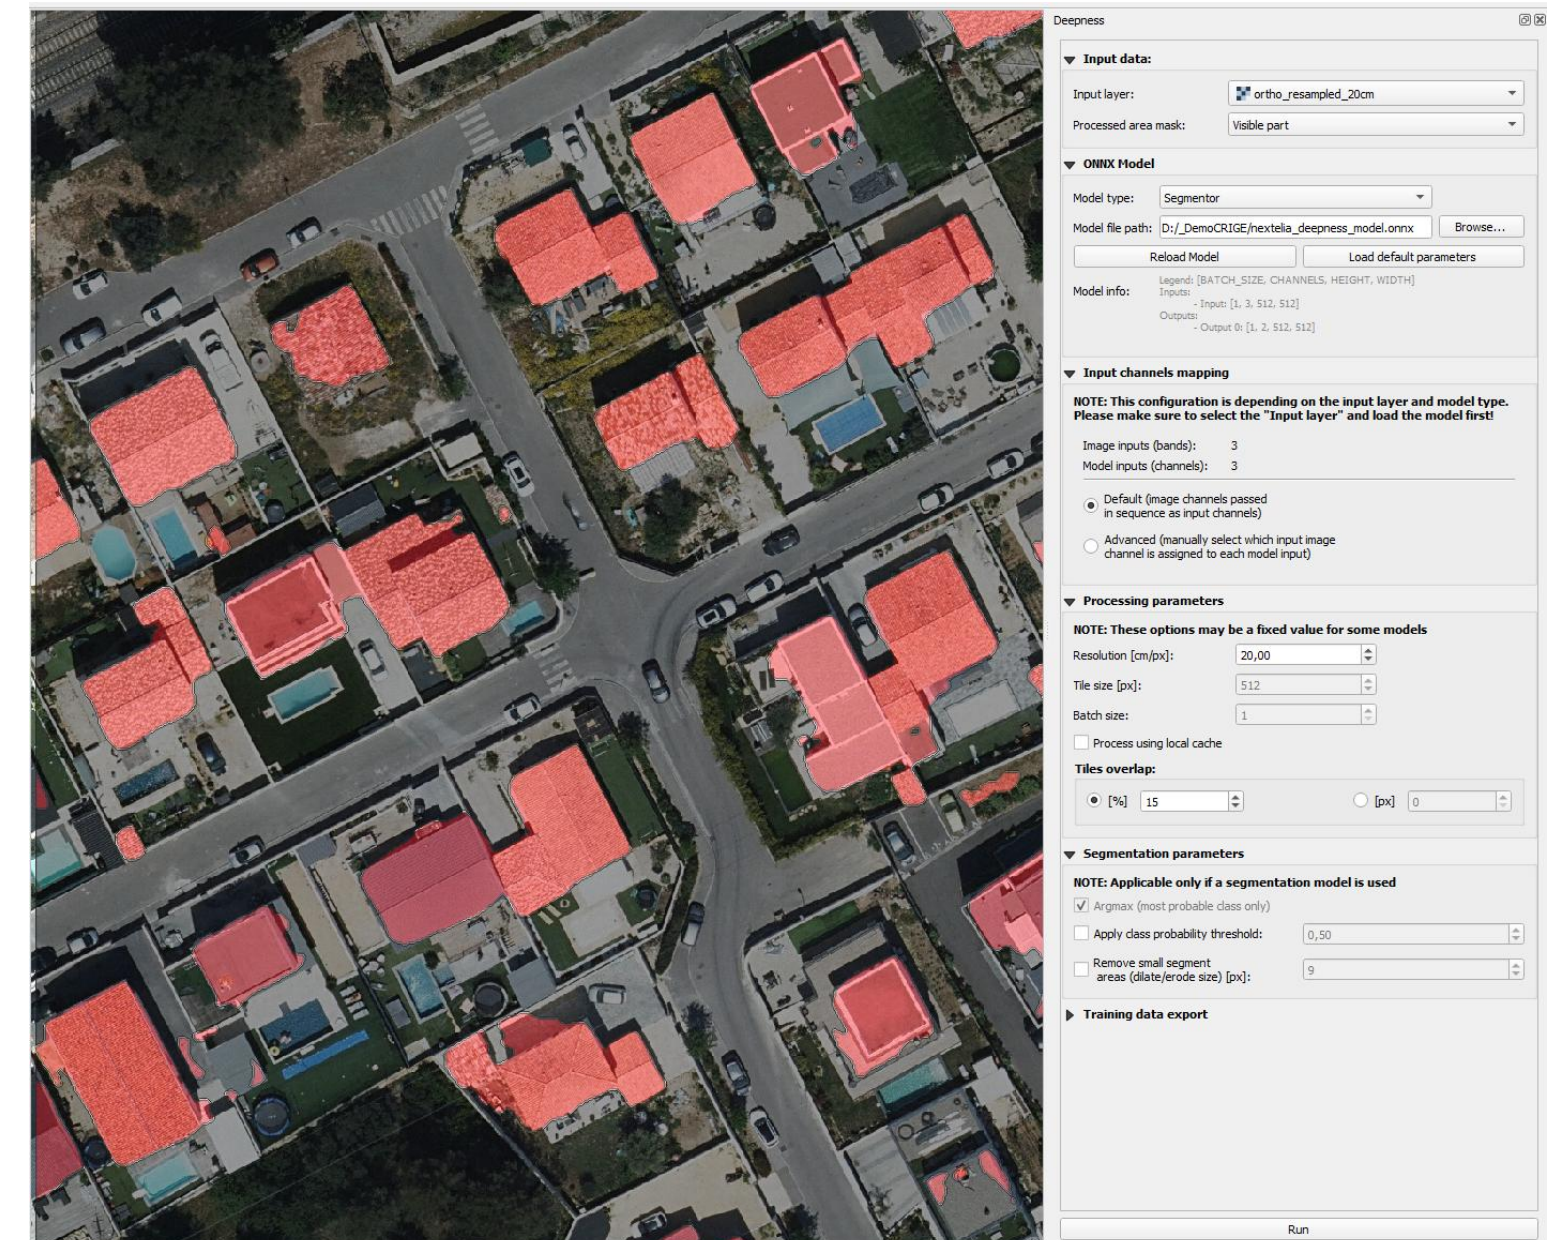 Deepness
Input data:
Input layer: ortho_resampled_20cm
Processed area mask: Visible part
ONNX Model
Model type: Segmentor
Model file path: D:/_DemoCRIGE/nextelia_deepness_model.onnx Browse...
Reload Model Load default parameters
Legend: [BATCH_SIZE, CHANNELS, HEIGHT, WIDTH]
Model info: Inputs:
- Input: [1, 3, 512, 512]
Outputs:
- Output 0: [1, 2, 512, 512]
Input channels mapping
NOTE: This configuration is depending on the input layer and model type.
Please make sure to select the "Input layer" and load the model first!
Image inputs (bands): 3
Model inputs (channels): 3
Default (image channels passed
in sequence as input channels)
Advanced (manually select which input image
channel is assigned to each model input)
Processing parameters
NOTE: These options may be a fixed value for some models
Resolution [cm/px]: 20,00
Tile size [px]: 512
Batch size: 1
Process using local cache
Tiles overlap:
[%] 15 [px] 0
Segmentation parameters
NOTE: Applicable only if a segmentation model is used
Argmax (most probable class only)
Apply class probability threshold: 0,50
Remove small segment
areas (dilate/erode size) [px]: 9
Training data export
Run